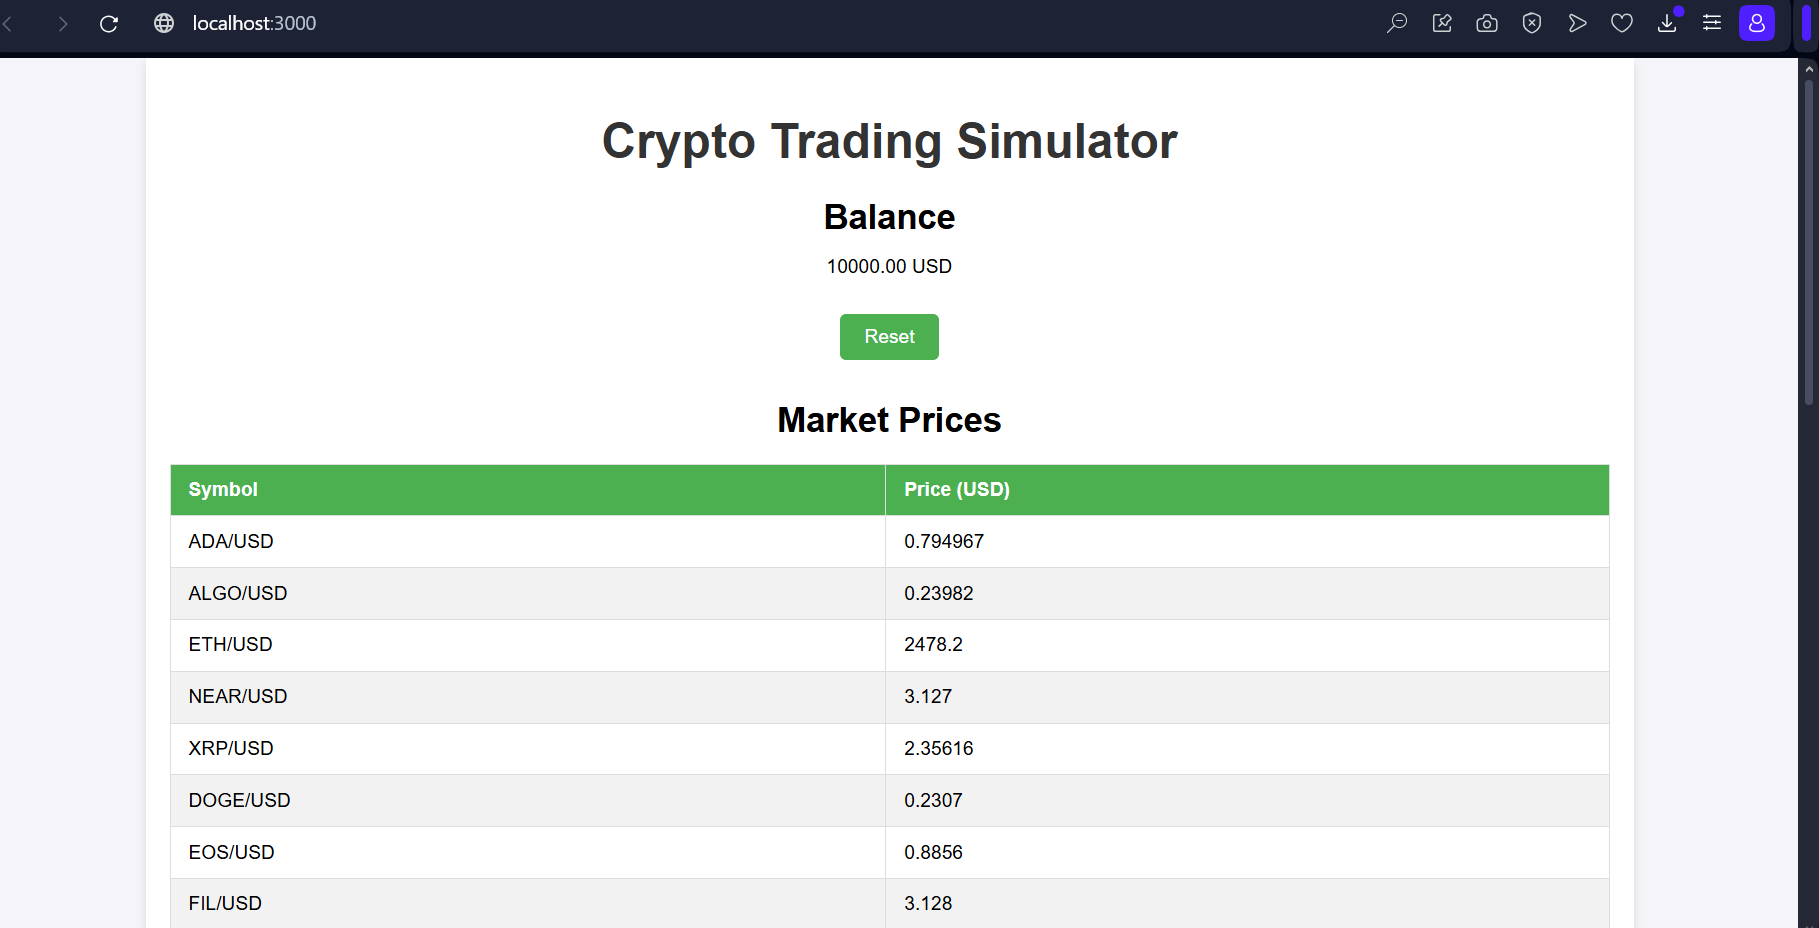 localhost:3000
Crypto Trading Simulator
Balance
10000.00 USD
Reset
Market Prices
Symbol Price (USD)
ADA/USD 0.794967
ALGO/USD 0.23982
ETH/USD 2478.2
NEAR/USD 3.127
XRP/USD 2.35616
DOGE/USD 0.2307
EOS/USD 0.8856
FIL/USD 3.128